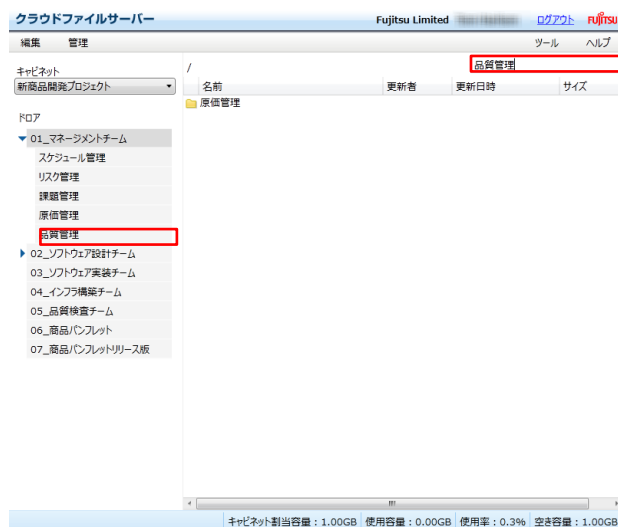 クラウドファイルサーバー Fujitsu Limited ログアウト FUJITSU
編集 管理 ツール ヘルプ
キャビネット / 品質管理
新商品開発プロジェクト 名前 更新者 更新日時 サイズ
原価管理
ドロア
01_マネージメントチーム
スケジュール管理
リスク管理
課題管理
原価管理
品質管理
02_ソフトウェア設計チーム
03_ソフトウェア実装チーム
04_インフラ構築チーム
05_品質検査チーム
06_商品パンフレット
07_商品パンフレットリリース版
キャビネット割当容量：1.00GB 使用容量：0.00GB 使用率：0.3% 空き容量：1.00GB